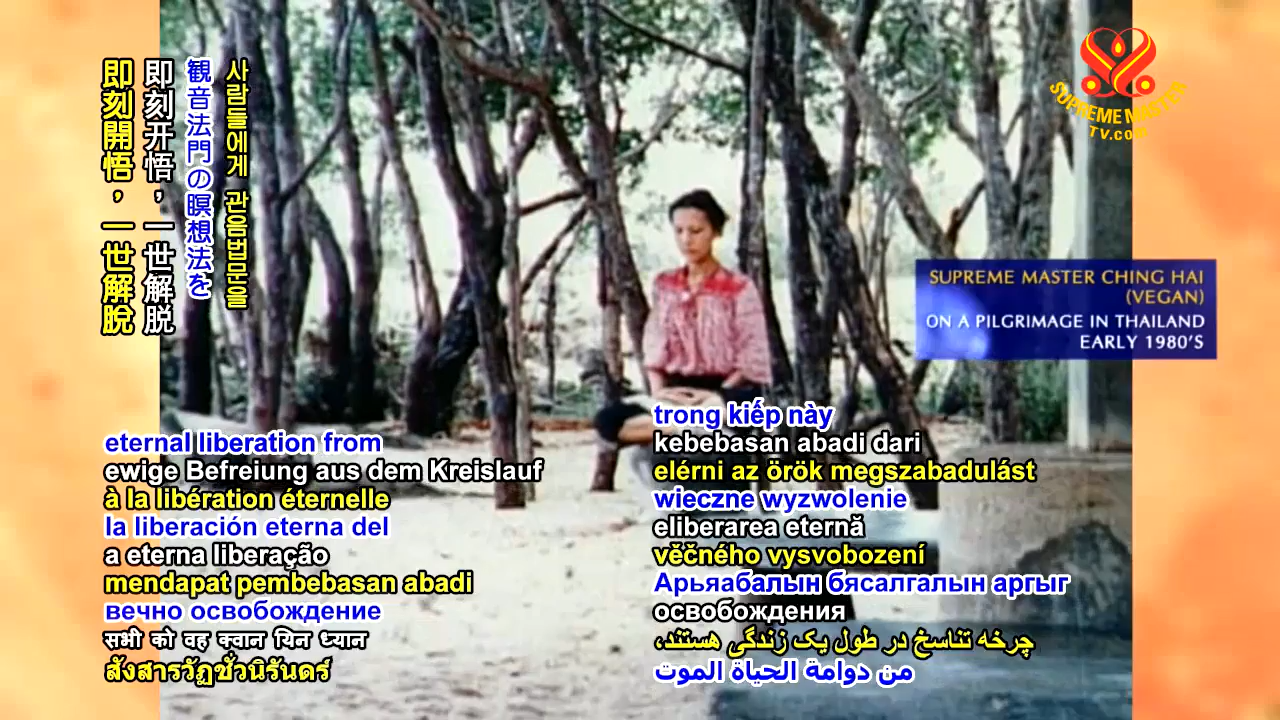 即刻開悟，一世解脫
即刻开悟，一世解脱
観音法門の瞑想法を
사람들에게 관음법문을
SUPREME MASTER
TV.com
SUPREME MASTER CHING HAI
(VEGAN)
ON A PILGRIMAGE IN THAILAND
EARLY 1980'S
eternal liberation from
ewige Befreiung aus dem Kreislauf
à la libération éternelle
la liberación eterna del
a eterna liberação
mendapat pembebasan abadi
вечно освобождение
सभी को वह क्वान यिन ध्यान
สังสารวัฏชั่วนิรันดร์
trong kiếp này
kebebasan abadi dari
elérni az örök megszabadulást
wieczne wyzwolenie
eliberarea eternă
věčného vysvobození
Арьяабалын бясалгалын аргыг
освобождения
چرخه تناسخ در طول یک زندگی هستند،
من دوامة الحياة الموت